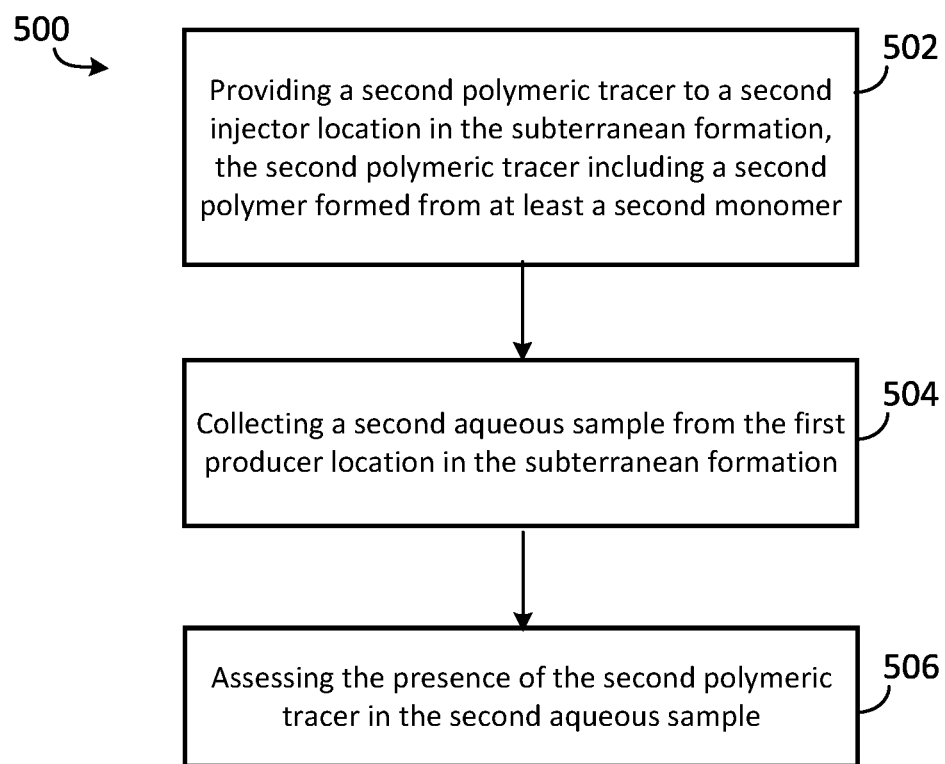 500
502
Providing a second polymeric tracer to a second
injector location in the subterranean formation,
the second polymeric tracer including a second
polymer formed from at least a second monomer
504
Collecting a second aqueous sample from the first
producer location in the subterranean formation
506
Assessing the presence of the second polymeric
tracer in the second aqueous sample